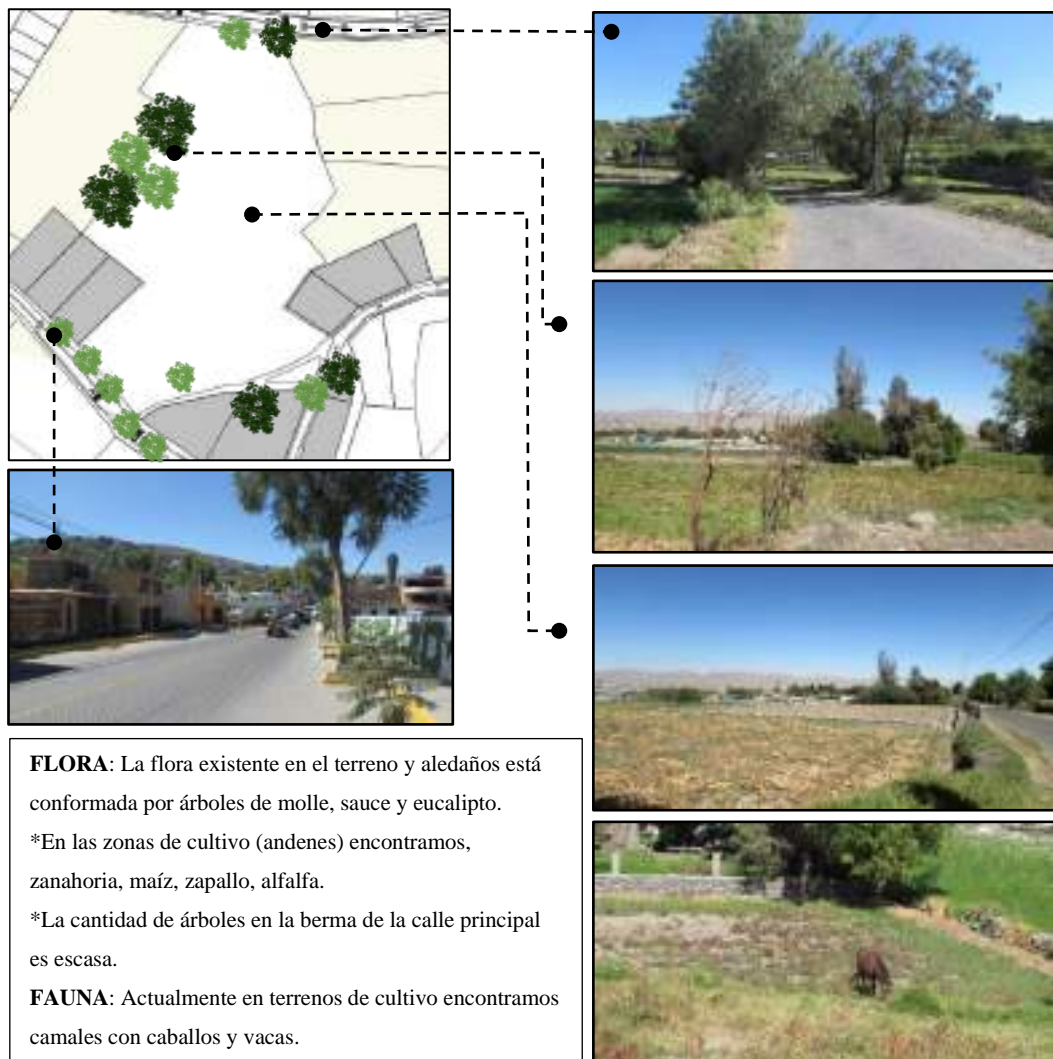 FLORA: La flora existente en el terreno y aledaños está
conformada por árboles de molle, sauce y eucalipto.
*En las zonas de cultivo (andenes) encontramos,
zanahoria, maíz, zapallo, alfalfa.
*La cantidad de árboles en la berma de la calle principal
es escasa.
FAUNA: Actualmente en terrenos de cultivo encontramos
camales con caballos y vacas.